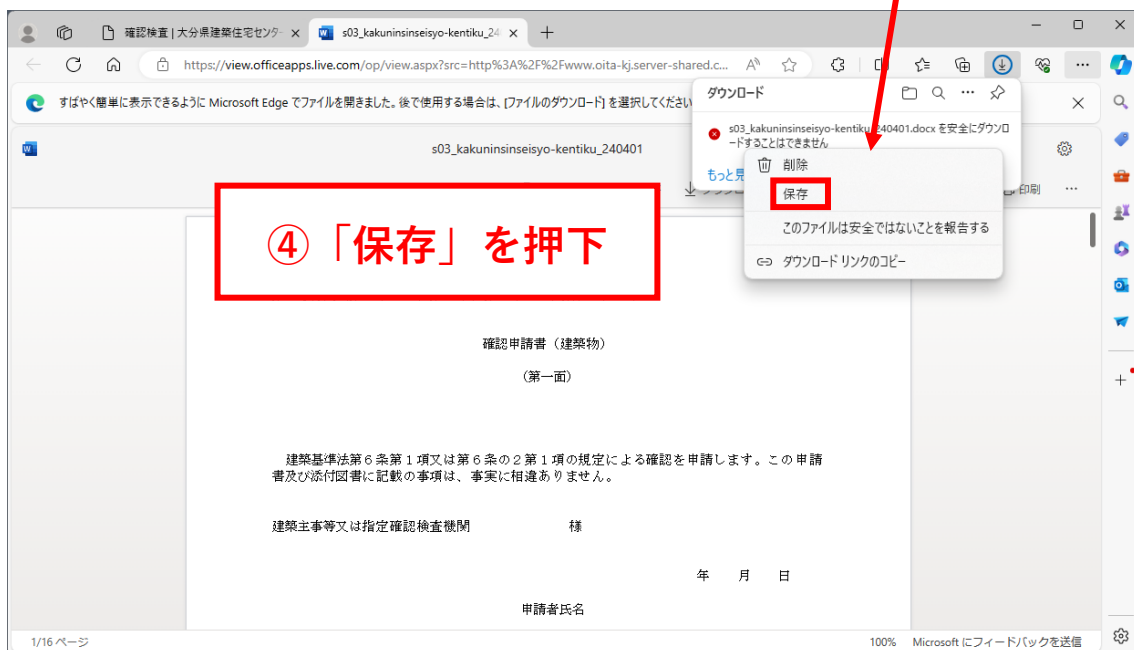 確認検査 | 大分県建築住宅センター
s03_kakuninsinseisyo-kentiku_24
https://view.officeapps.live.com/op/view.aspx?src=http%3A%2F%2Fwww.oita-kj.server-shared.c...
すばやく簡単に表示できるように Microsoft Edge でファイルを開きました。後で使用する場合は、[ファイルのダウンロード] を選択してください
ダウンロード
s03_kakuninsinseisyo-kentiku_240401.docx を安全にダウンロ
ードすることはできません
もっと見
削除
保存
このファイルは安全ではないことを報告する
ダウンロード リンクのコピー
s03_kakuninsinseisyo-kentiku_240401
印刷
④「保存」を押下
確認申請書（建築物）
（第一面）
建築基準法第６条第１項又は第６条の２第１項の規定による確認を申請します。この申請
書及び添付図書に記載の事項は、事実に相違ありません。
建築主事等又は指定確認検査機関 様
年 月 日
申請者氏名
1/16 ページ
100% Microsoft にフィードバックを送信